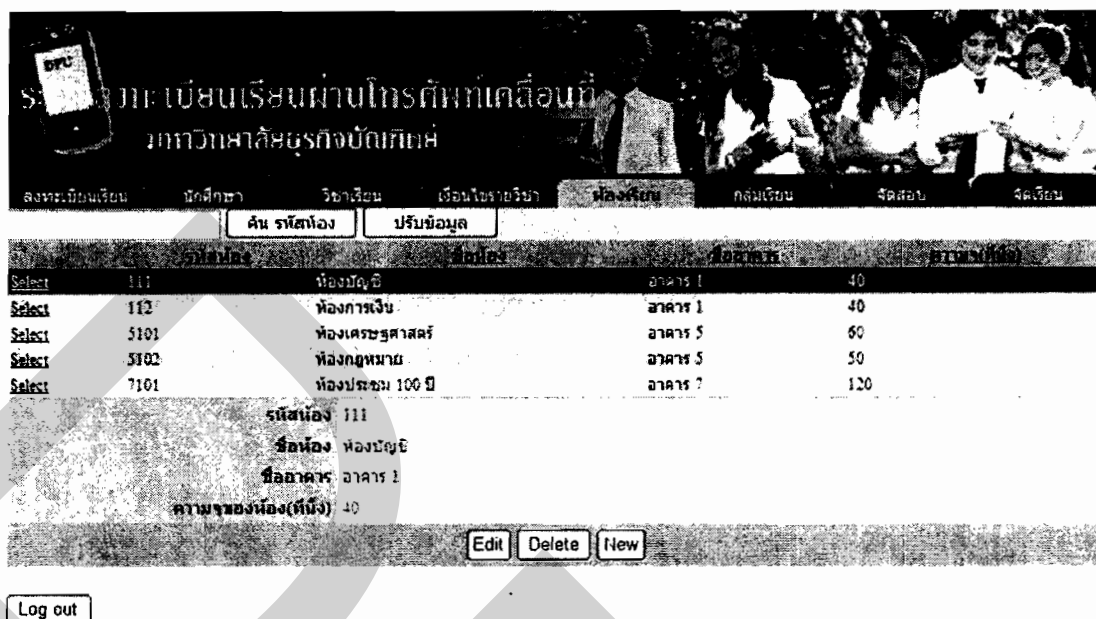 DPU
ระบบลงทะเบียนเรียนผ่านโทรศัพท์เคลื่อนที่
มหาวิทยาลัยธุรกิจบัณฑิตย์
ลงทะเบียนเรียน นักศึกษา วิชาเรียน เงื่อนไขรายวิชา ห้องเรียน กลุ่มเรียน จัดสอน จัดเรียน
ค้น รหัสห้อง ปรับข้อมูล
รหัสห้อง ชื่อห้อง ชื่ออาคาร ความจุ(ที่นั่ง)
Select 111 ห้องบัญชี อาคาร 1 40
Select 112 ห้องการเงิน อาคาร 1 40
Select 5101 ห้องเศรษฐศาสตร์ อาคาร 5 60
Select 5102 ห้องกฎหมาย อาคาร 5 50
Select 7101 ห้องประชุม 100 ปี อาคาร 7 120
รหัสห้อง 111
ชื่อห้อง ห้องบัญชี
ชื่ออาคาร อาคาร 1
ความจุของห้อง(ที่นั่ง) 40
Edit Delete New
Log out